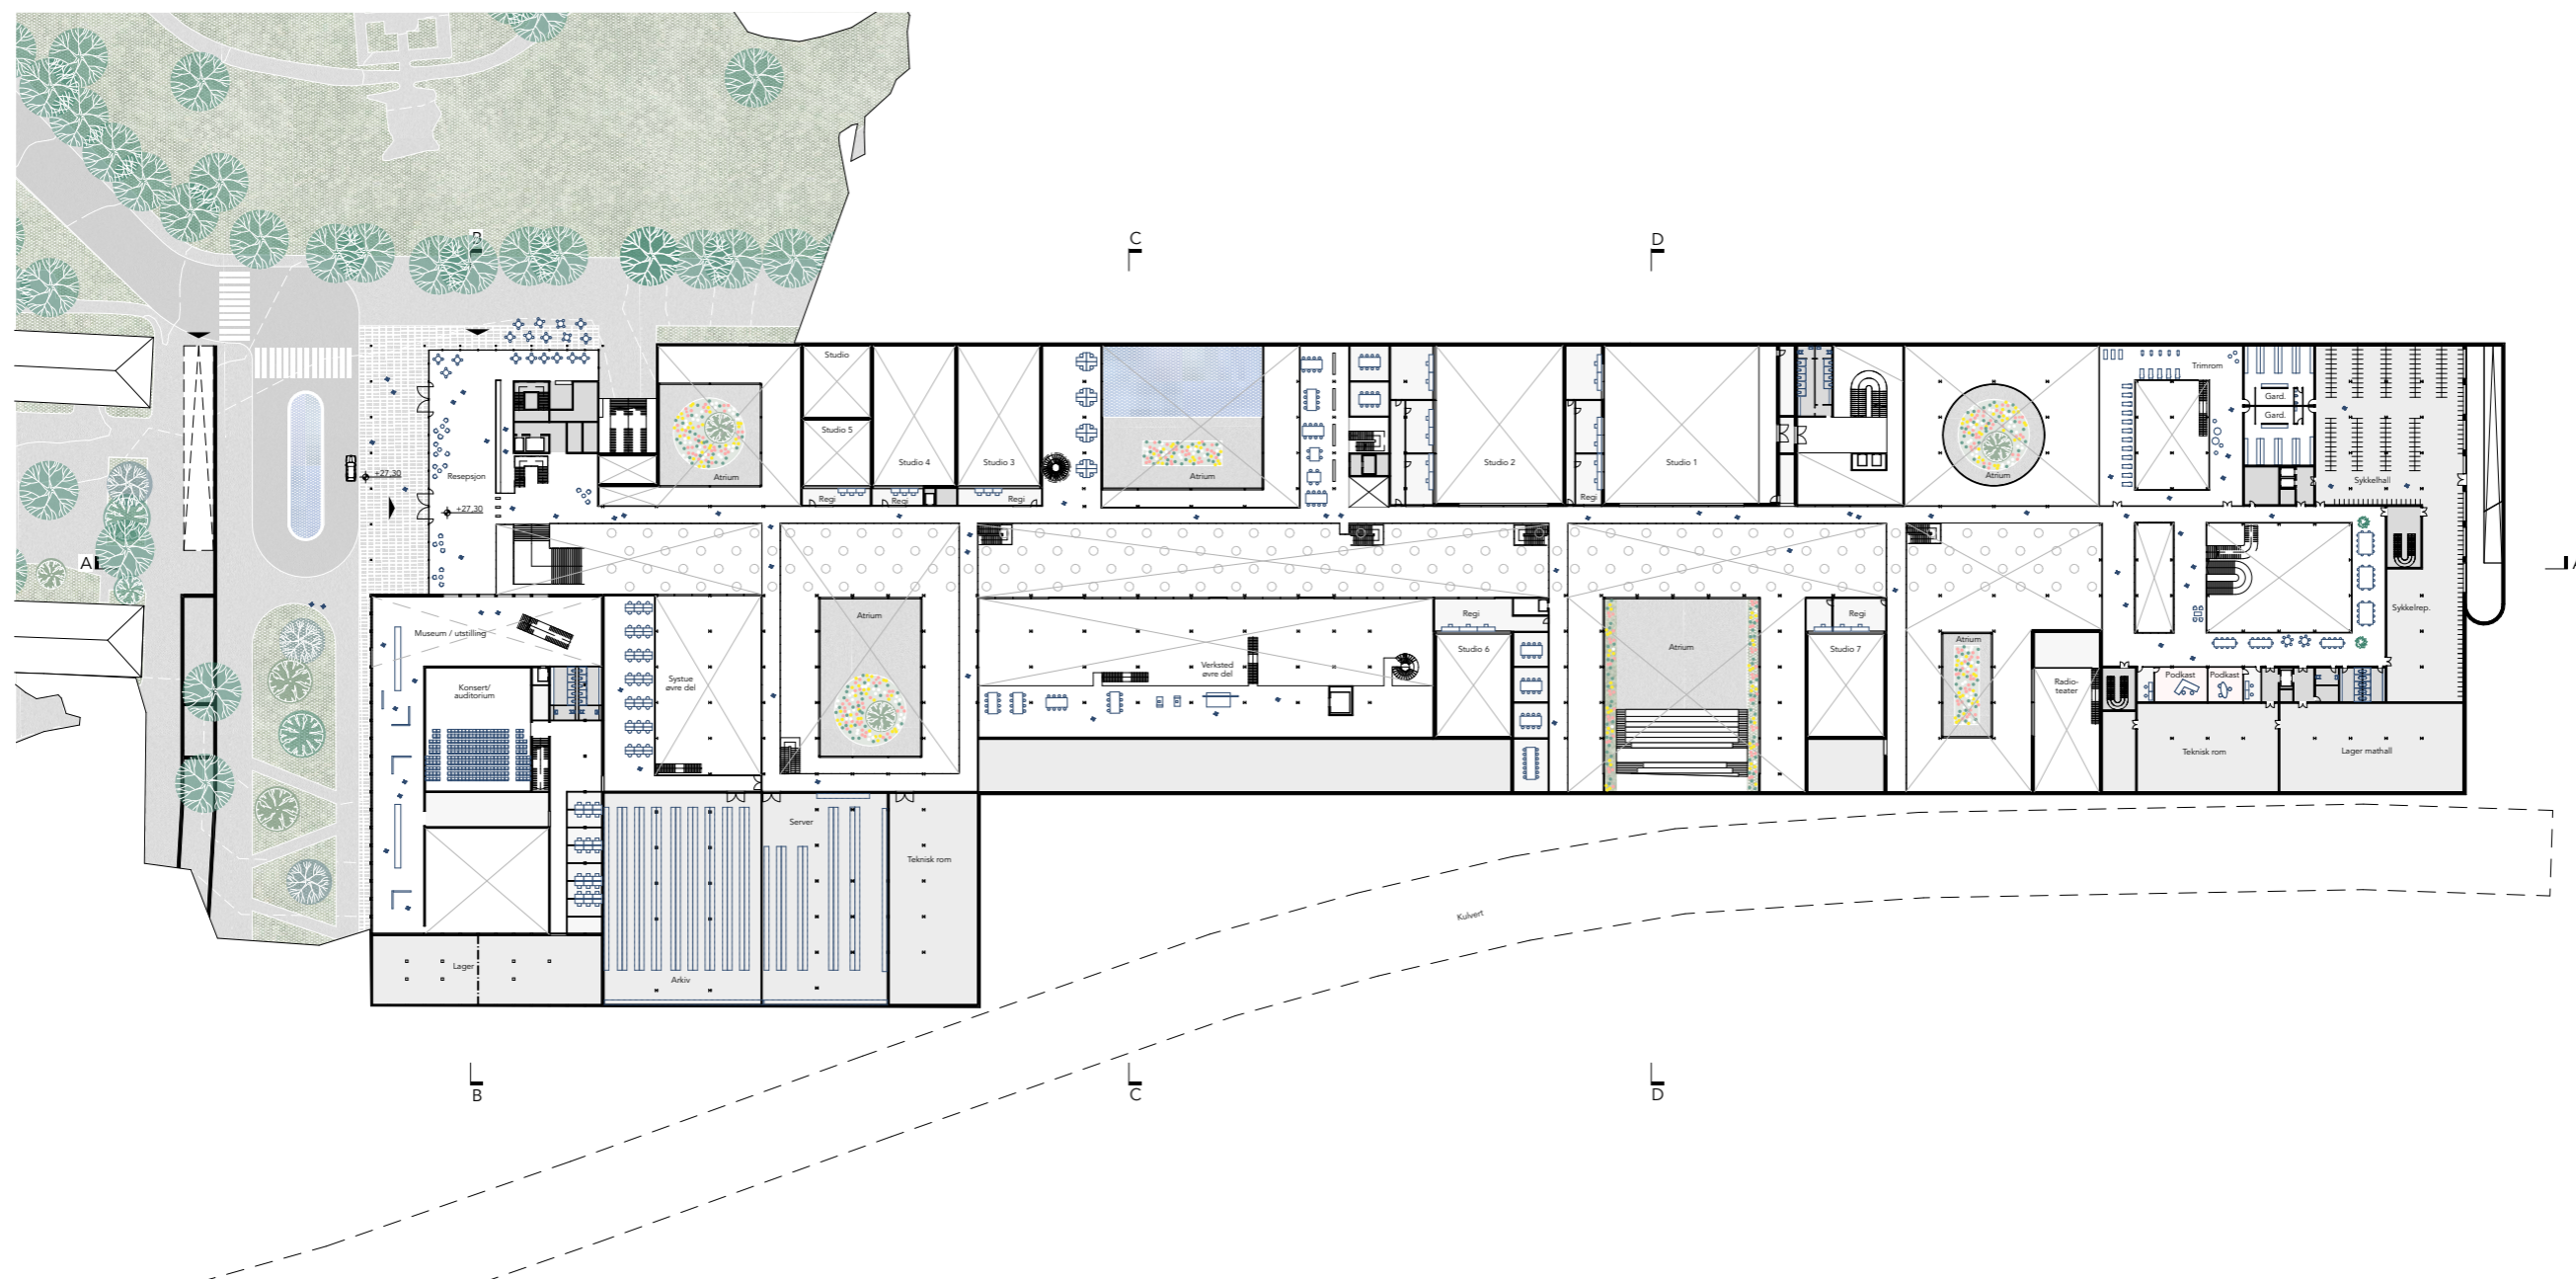 B
C
D
Studio
Studio 5
Studio 4
Studio 3
Studio 2
Studio 1
Trimrom
Gard.
Gard.
Sykkelhall
Resepsjon
+27,30
+27,30
Atrium
Atrium
Atrium
Regi
Regi
Regi
Regi
A
A
Museum / utstilling
Konsert/
auditorium
Systue
øvre del
Atrium
Verksted
øvre del
Regi
Studio 6
Atrium
Regi
Studio 7
Atrium
Radio-
teater
Podkast
Podkast
Sykkelrep.
Teknisk rom
Lager mathall
Server
Teknisk rom
Lager
Arkiv
Kulvert
B
C
D